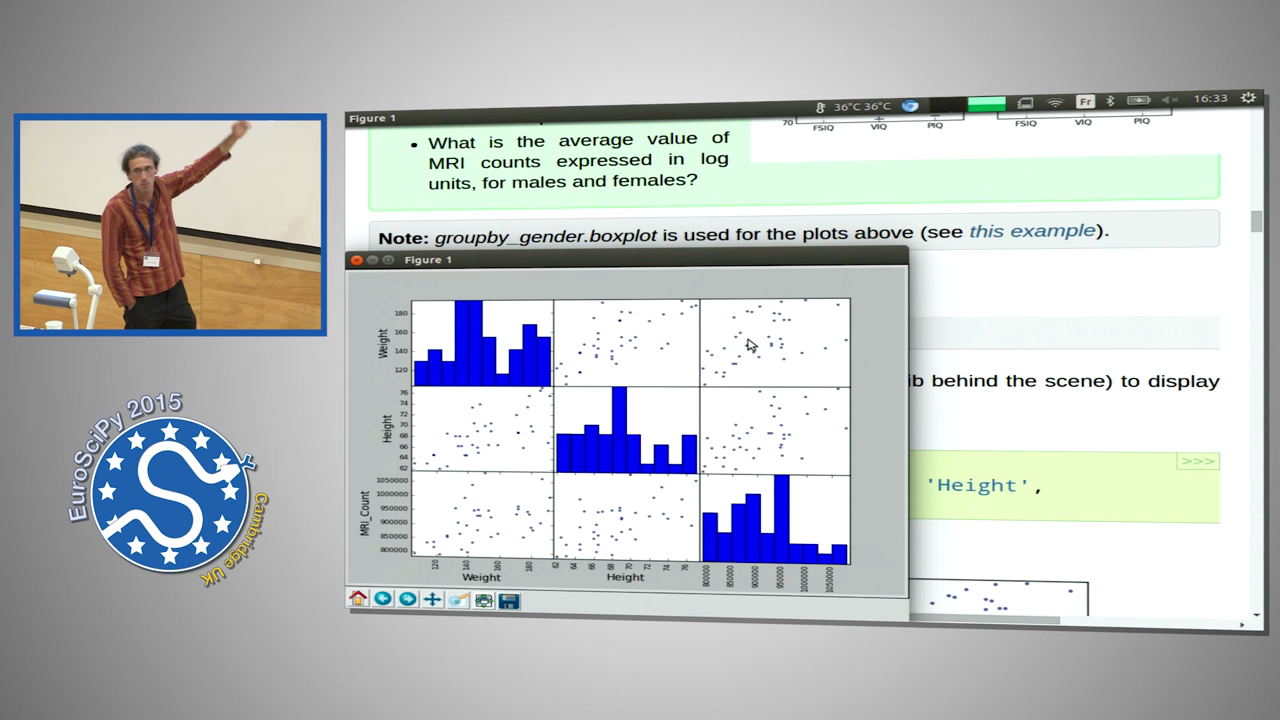 Figure 1
36°C 36°C
Fr
16:33
• What is the average value of
MRI counts expressed in log
units, for males and females?
70
FSIQ VIQ PIQ
FSIQ VIQ PIQ
Note: groupby_gender.boxplot is used for the plots above (see this example).
Figure 1
Weight
180
160
140
120
Height
76
74
72
70
68
66
64
62
MRI_Count
1050000
1000000
950000
900000
850000
800000
120 140 160 180
Weight
62 64 66 68 70 72 74 76
Height
800000 850000 900000 950000 1000000 1050000
ib behind the scene) to display
>>>
'Height',
EuroSciPy 2015
Cambridge UK